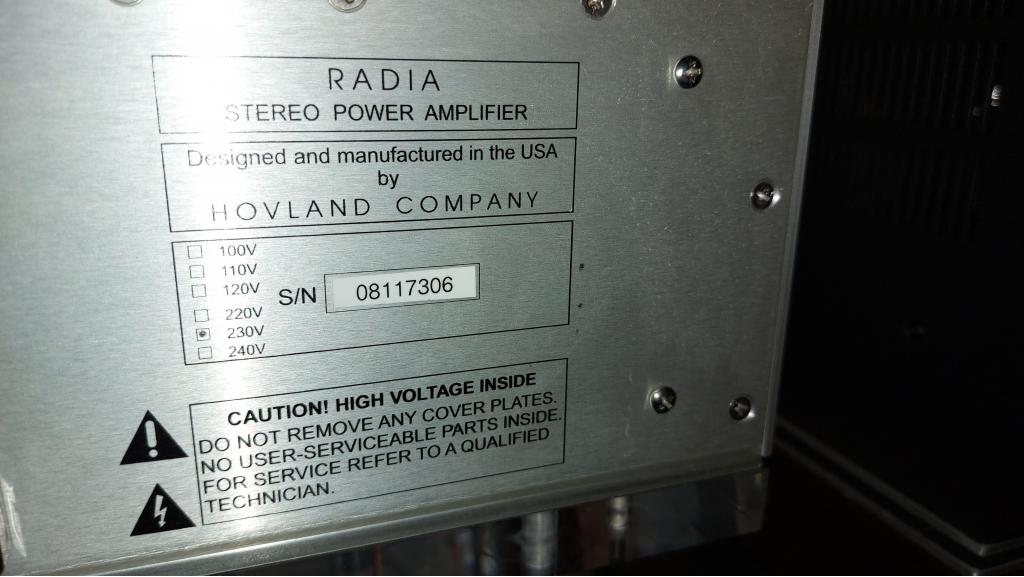 RADIA
STEREO POWER AMPLIFIER
Designed and manufactured in the USA
by
HOVLAND COMPANY
100V
110V
120V
220V
230V
240V
S/N 08117306
CAUTION! HIGH VOLTAGE INSIDE
DO NOT REMOVE ANY COVER PLATES.
NO USER-SERVICEABLE PARTS INSIDE.
FOR SERVICE REFER TO A QUALIFIED
TECHNICIAN.